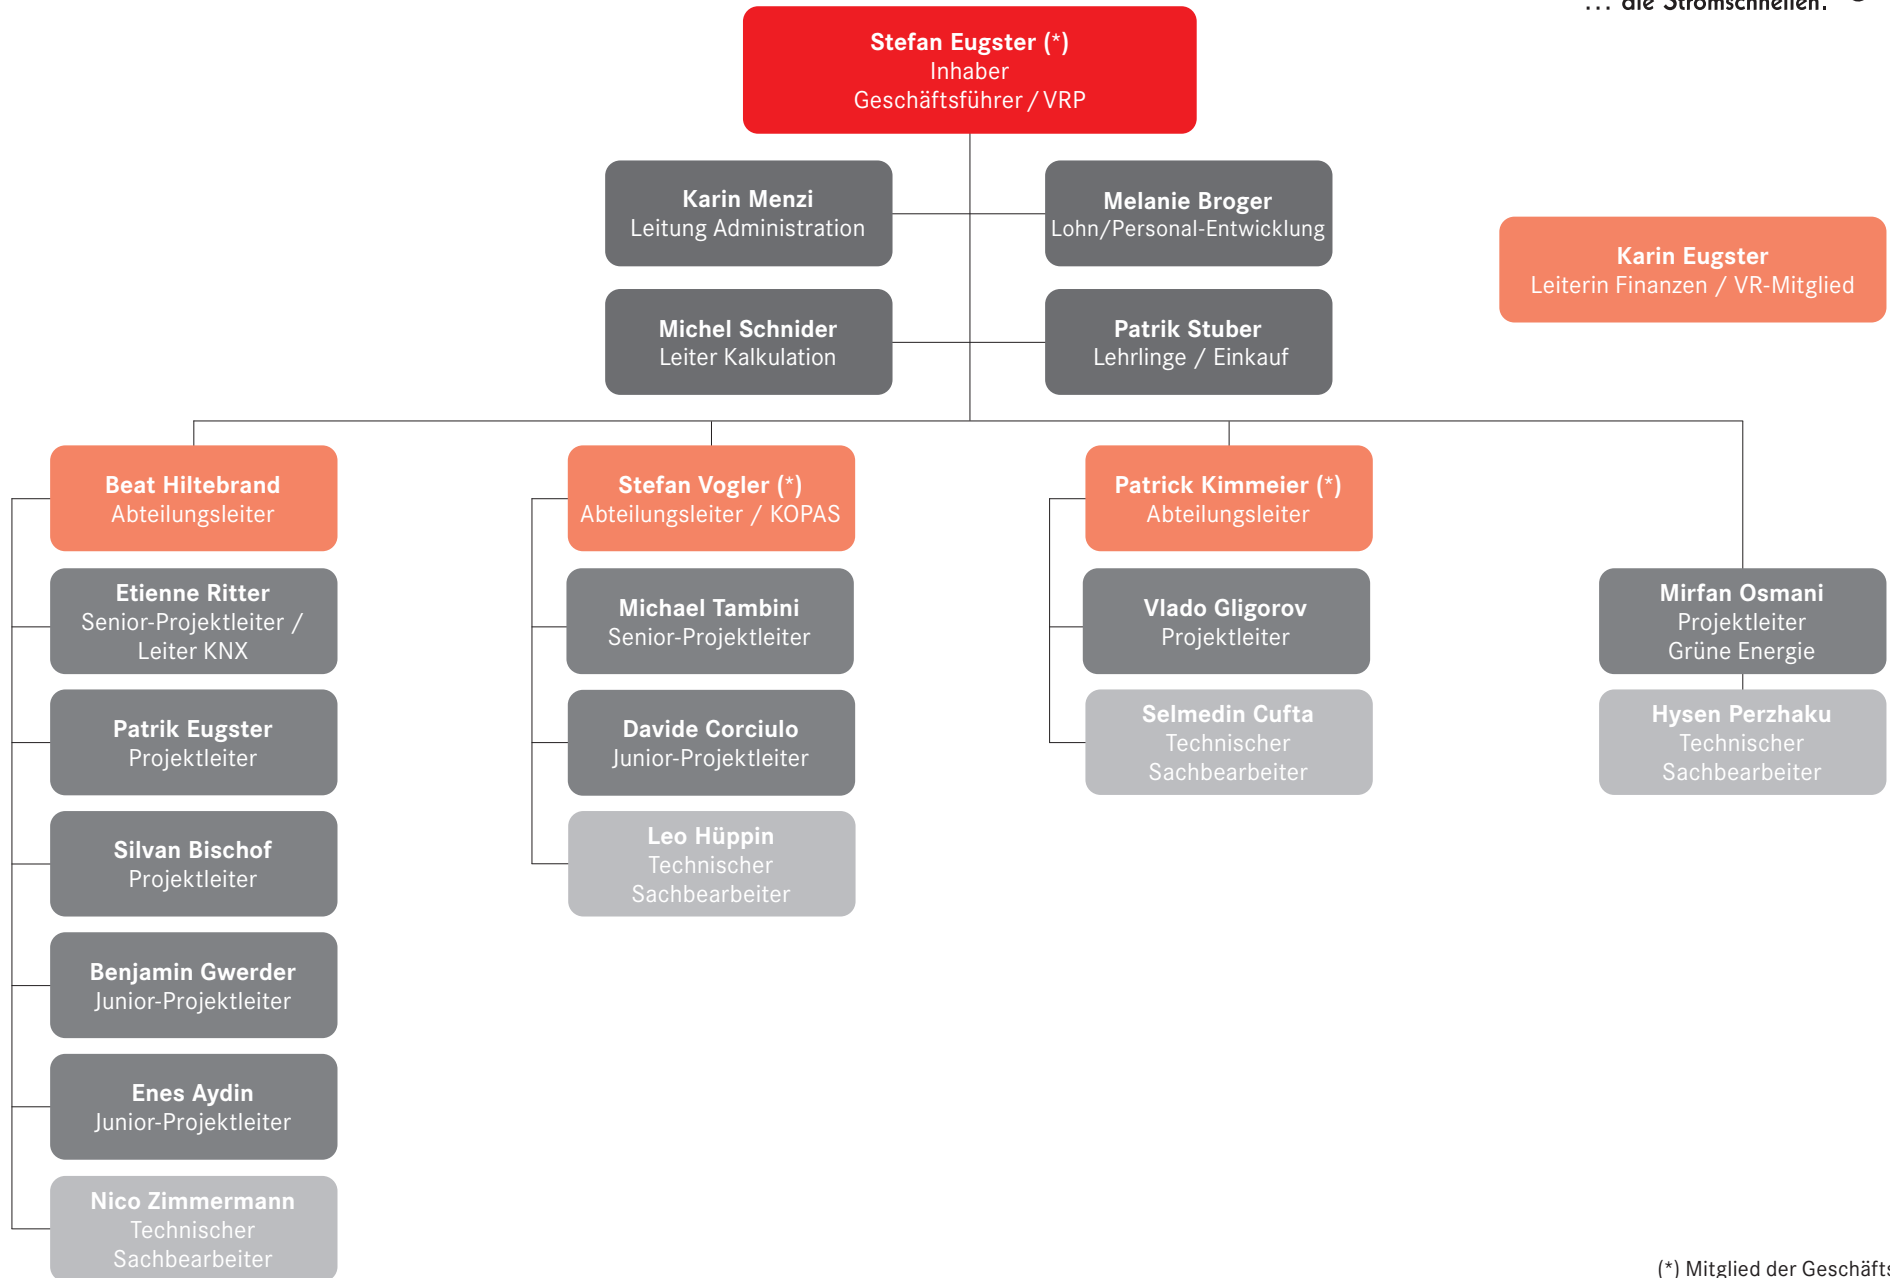 ... die Stromschnellen.
Stefan Eugster (*)
Inhaber
Geschäftsführer / VRP
Karin Menzi
Leitung Administration
Melanie Broger
Lohn/Personal-Entwicklung
Karin Eugster
Leiterin Finanzen / VR-Mitglied
Michel Schnider
Leiter Kalkulation
Patrik Stuber
Lehrlinge / Einkauf
Beat Hiltebrand
Abteilungsleiter
Etienne Ritter
Senior-Projektleiter /
Leiter KNX
Patrik Eugster
Projektleiter
Silvan Bischof
Projektleiter
Benjamin Gwerder
Junior-Projektleiter
Enes Aydin
Junior-Projektleiter
Nico Zimmermann
Technischer
Sachbearbeiter
Stefan Vogler (*)
Abteilungsleiter / KOPAS
Michael Tambini
Senior-Projektleiter
Davide Corciulo
Junior-Projektleiter
Leo Hüppin
Technischer
Sachbearbeiter
Patrick Kimmeier (*)
Abteilungsleiter
Vlado Gligorov
Projektleiter
Selmedin Cufta
Technischer
Sachbearbeiter
Mirfan Osmani
Projektleiter
Grüne Energie
Hysen Perzhaku
Technischer
Sachbearbeiter
(*) Mitglied der Geschäfts